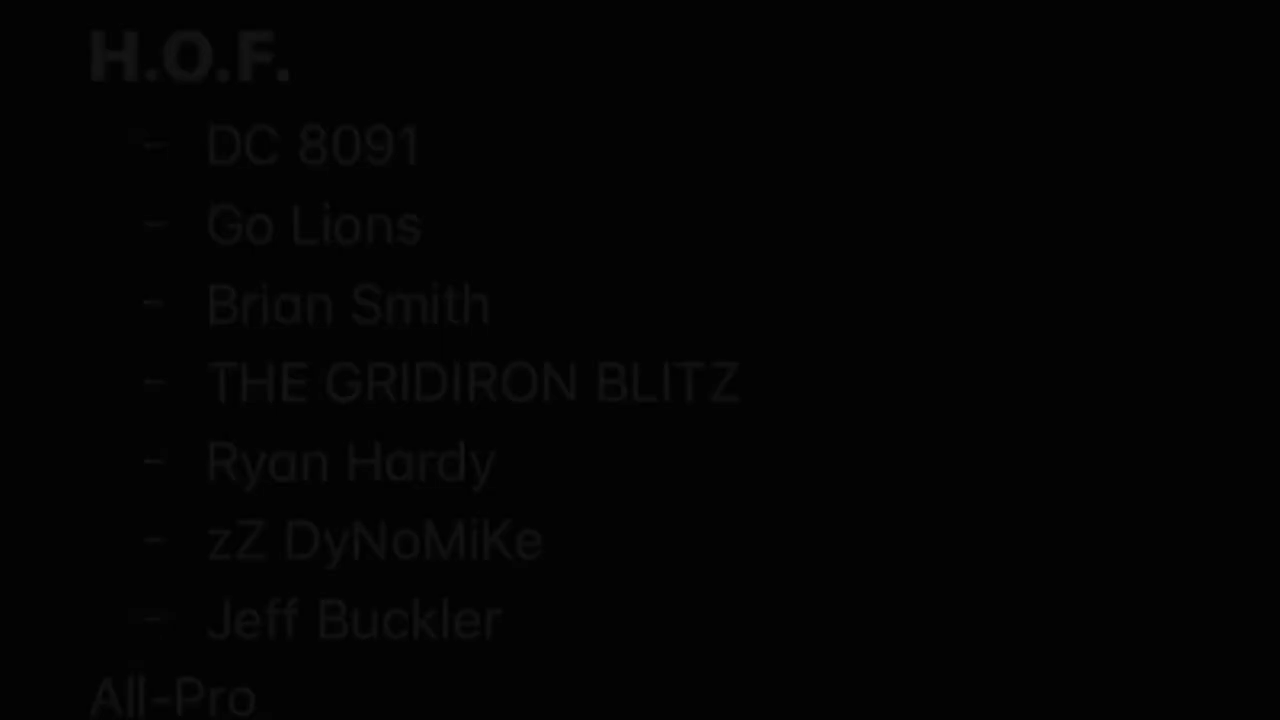 H.O.F.
- DC 8091
- Go Lions
- Brian Smith
- THE GRIDIRON BLITZ
- Ryan Hardy
- zZ DyNoMiKe
- Jeff Buckler
All-Pro